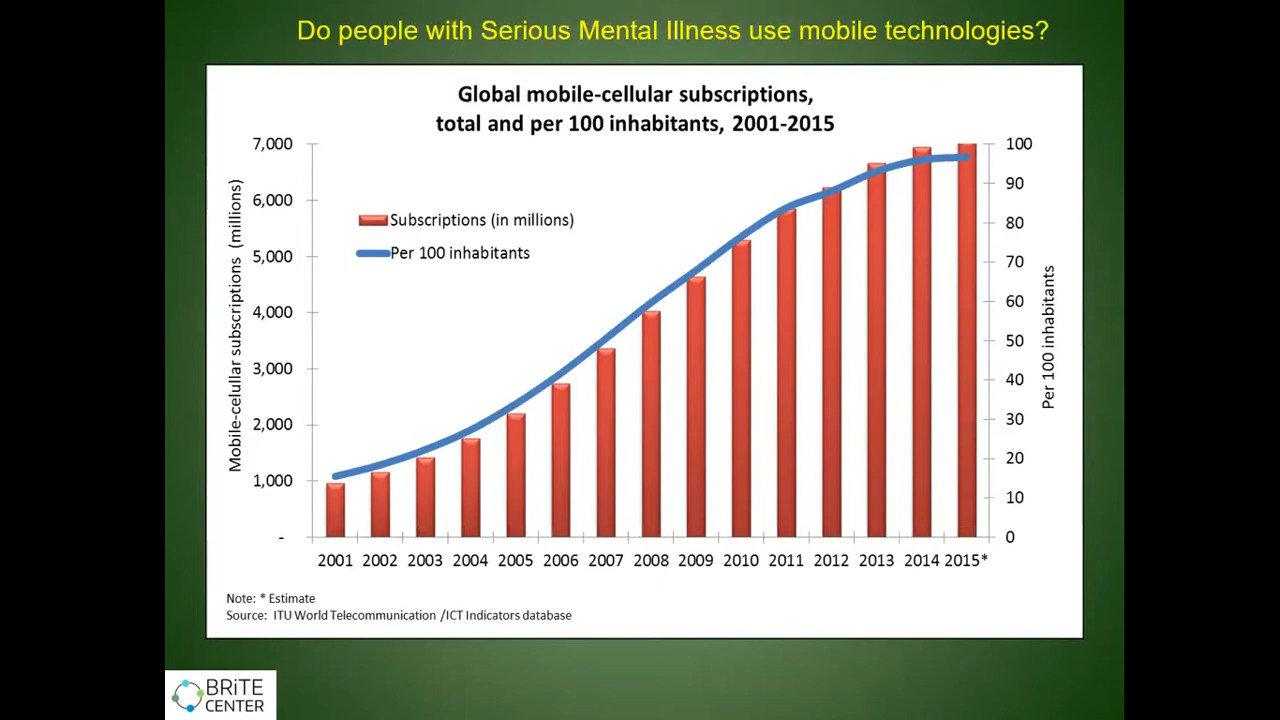 Do people with Serious Mental Illness use mobile technologies?
Global mobile-cellular subscriptions,
total and per 100 inhabitants, 2001-2015
Mobile-celullar subscriptions (millions)
7,000
6,000
5,000
4,000
3,000
2,000
1,000
-
Subscriptions (in millions)
Per 100 inhabitants
100
90
80
70
60
50
40
30
20
10
0
Per 100 inhabitants
2001 2002 2003 2004 2005 2006 2007 2008 2009 2010 2011 2012 2013 2014 2015*
Note: * Estimate
Source: ITU World Telecommunication /ICT Indicators database
BRiTE
CENTER